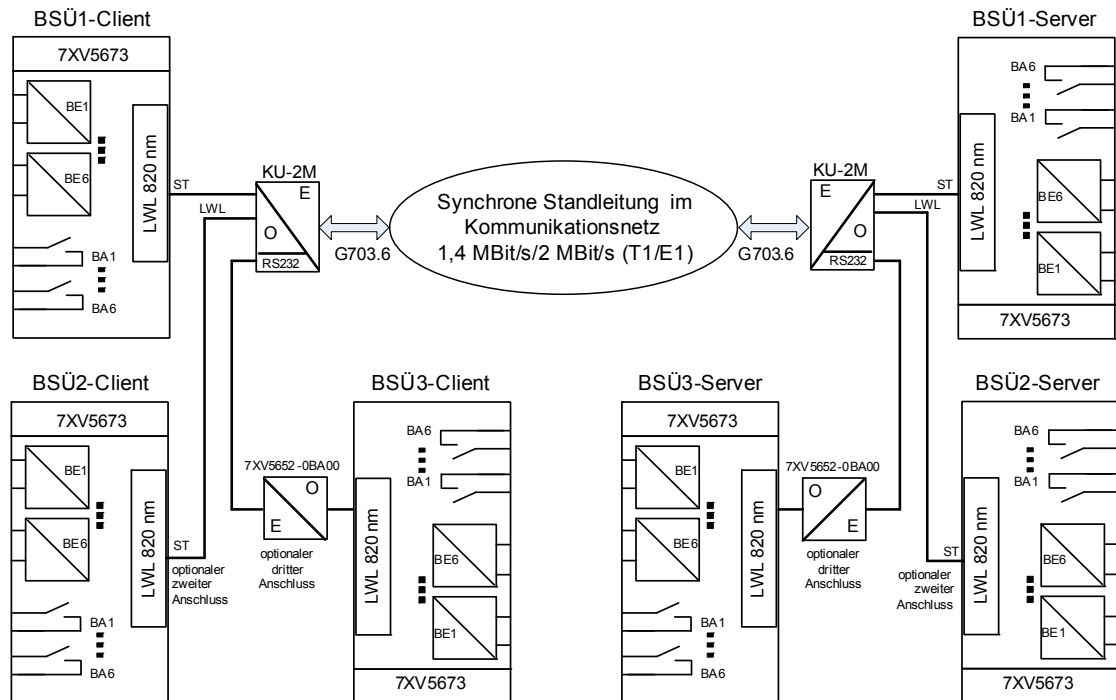 BSÜ1-Client
7XV5673
BE1
BE6
BA1
BA6
LWL 820 nm
ST
LWL
KU-2M
E
O
RS232
G703.6
Synchrone Standleitung im
Kommunikationsnetz
1,4 MBit/s/2 MBit/s (T1/E1)
G703.6
KU-2M
E
O
RS232
ST
LWL
BSÜ1-Server
LWL 820 nm
BA6
BA1
BE6
BE1
7XV5673
BSÜ2-Client
7XV5673
BE1
BE6
BA1
BA6
LWL 820 nm
ST
optionaler
zweiter
Anschluss
7XV5652-0BA00
O
E
optionaler
dritter
Anschluss
BSÜ3-Client
LWL 820 nm
BA6
BA1
BE6
BE1
7XV5673
BSÜ3-Server
7XV5673
BE1
BE6
BA1
BA6
LWL 820 nm
7XV5652-0BA00
O
E
optionaler
dritter
Anschluss
ST
optionaler
zweiter
Anschluss
BSÜ2-Server
LWL 820 nm
BA6
BA1
BE6
BE1
7XV5673